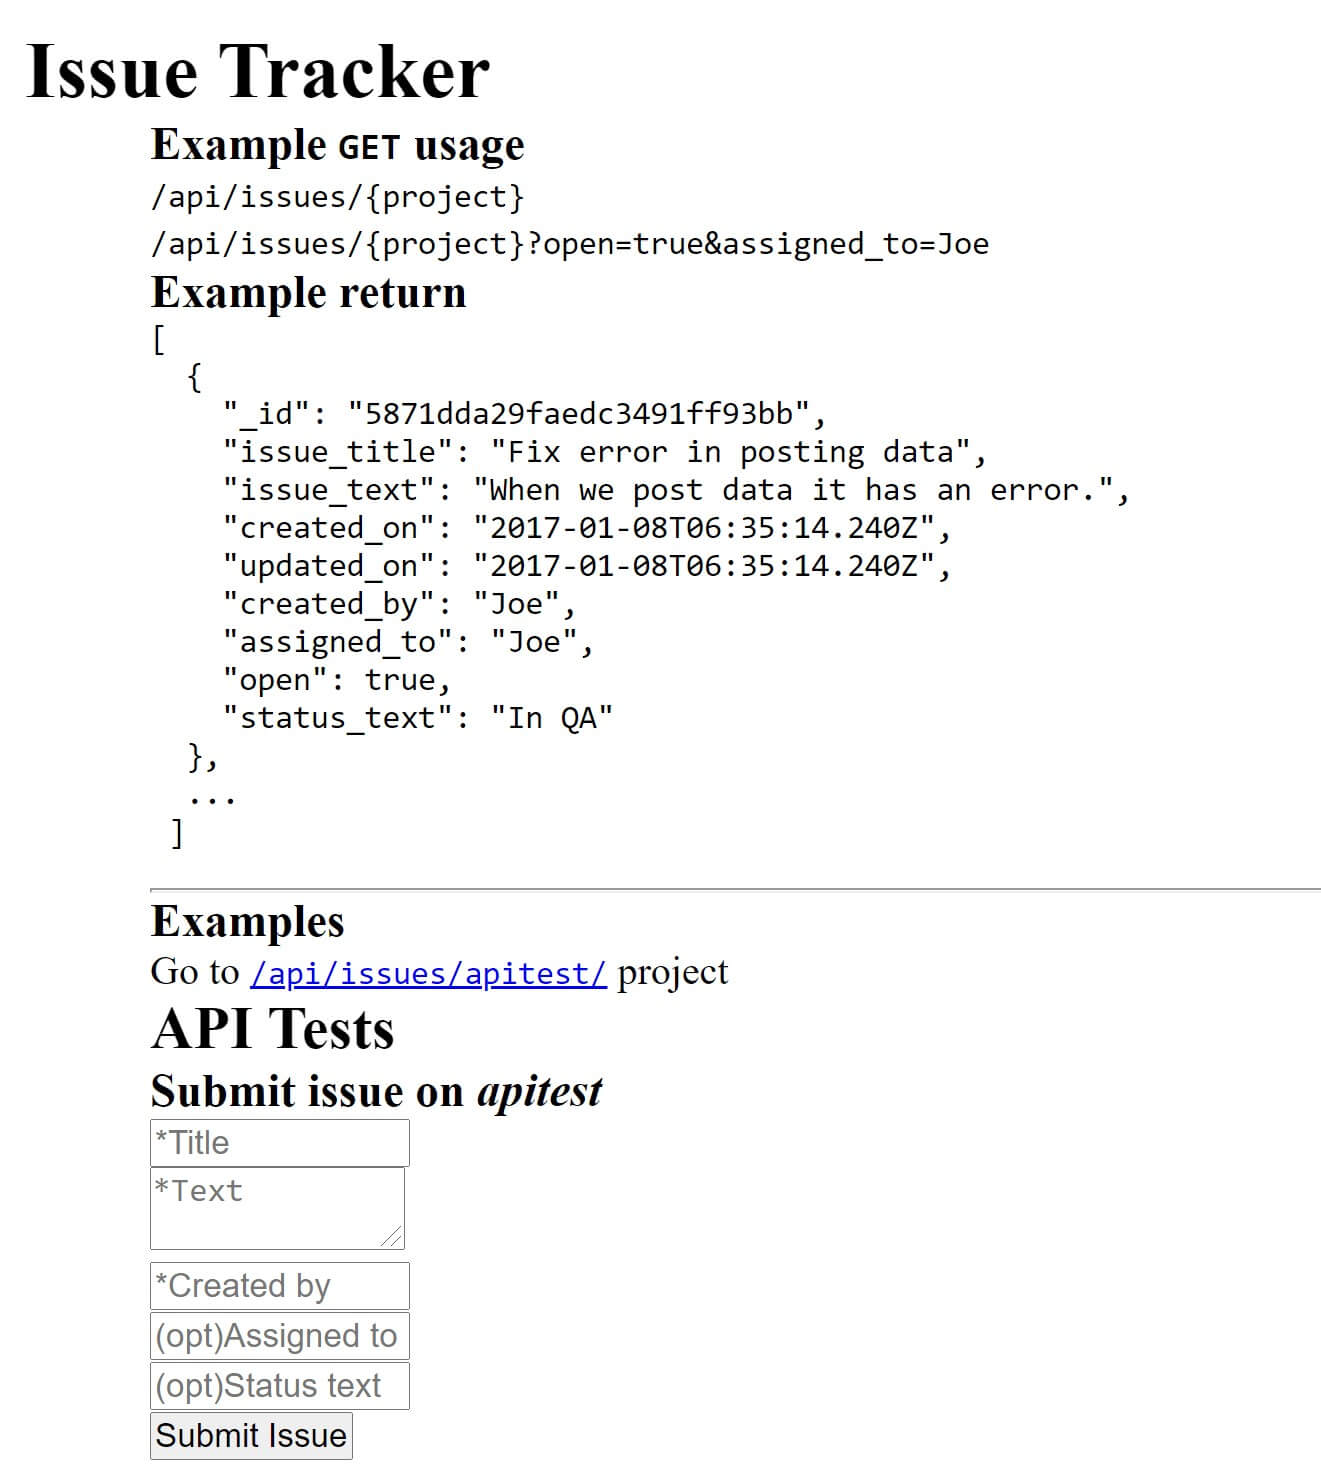 Issue Tracker
Example GET usage
/api/issues/{project}
/api/issues/{project}?open=true&assigned_to=Joe
Example return
[
  {
    "_id": "5871dda29faedc3491ff93bb",
    "issue_title": "Fix error in posting data",
    "issue_text": "When we post data it has an error.",
    "created_on": "2017-01-08T06:35:14.240Z",
    "updated_on": "2017-01-08T06:35:14.240Z",
    "created_by": "Joe",
    "assigned_to": "Joe",
    "open": true,
    "status_text": "In QA"
  },
  ...
 ]
Examples
Go to /api/issues/apitest/ project
API Tests
Submit issue on apitest
*Title
*Text
*Created by
(opt)Assigned to
(opt)Status text
Submit Issue